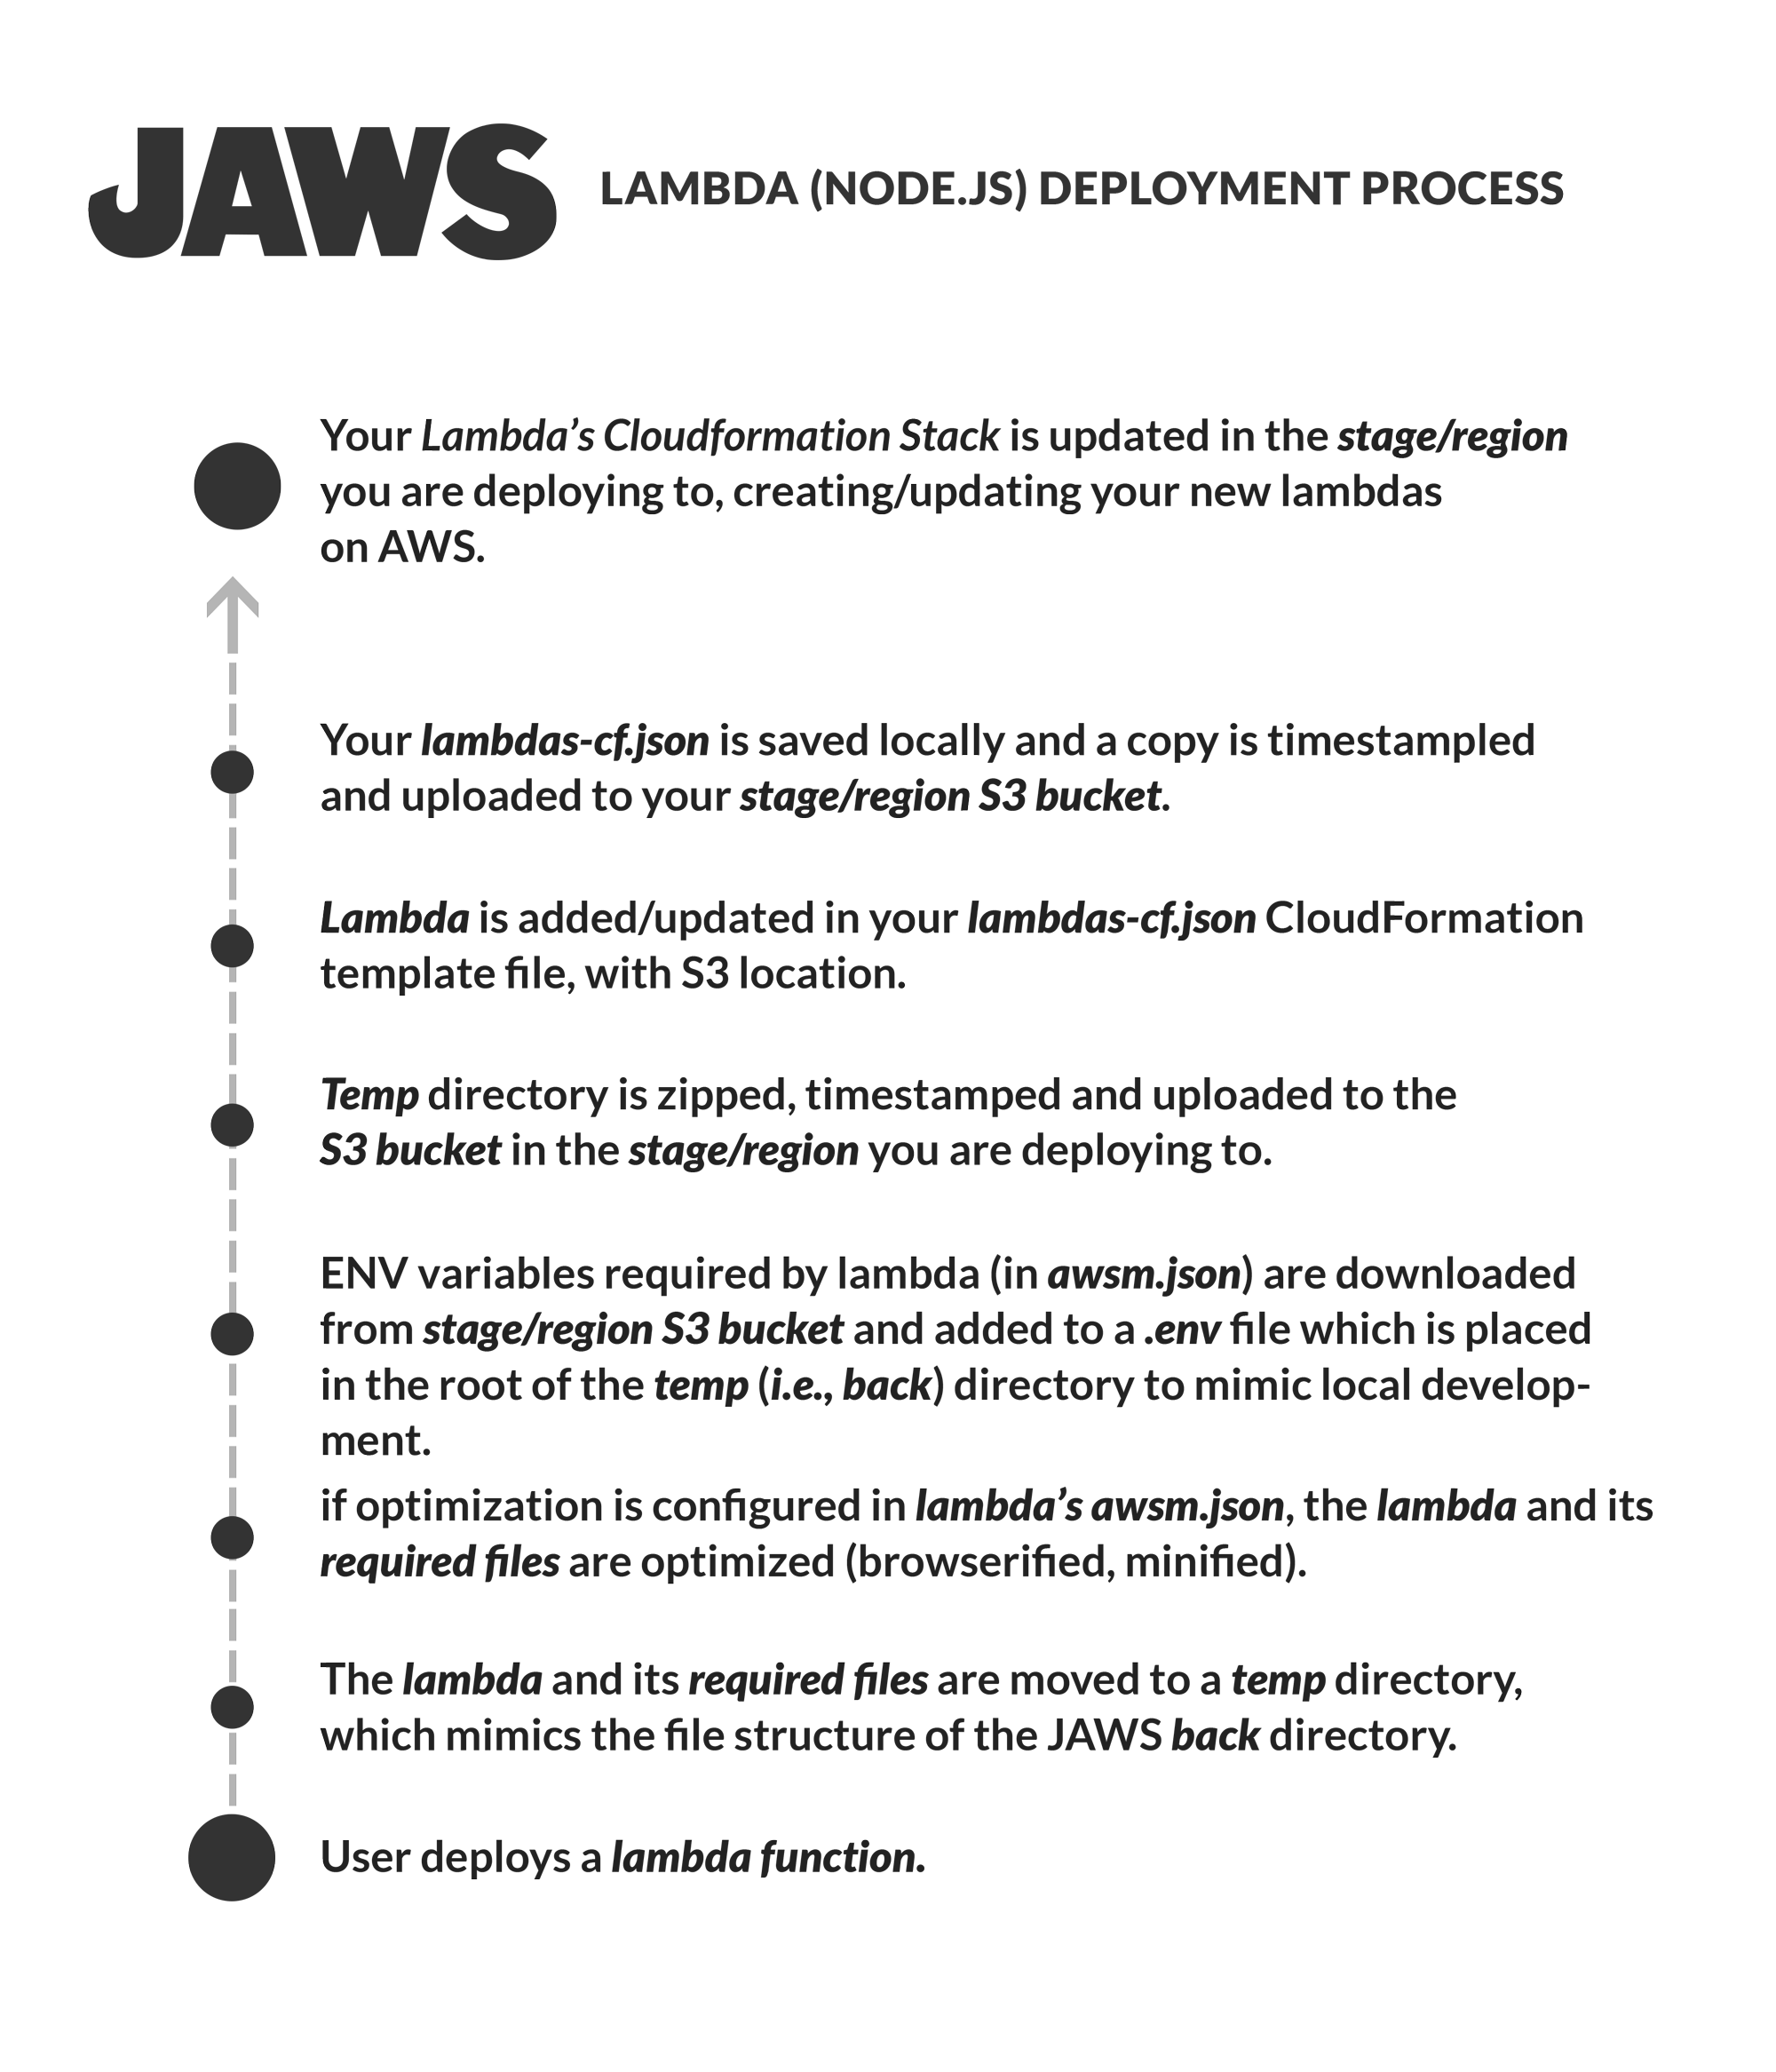 JAWS LAMBDA (NODE.JS) DEPLOYMENT PROCESS
Your Lambda’s Cloudformation Stack is updated in the stage/region
you are deploying to, creating/updating your new lambdas
on AWS.
Your lambdas-cf.json is saved locally and a copy is timestampled
and uploaded to your stage/region S3 bucket.
Lambda is added/updated in your lambdas-cf.json CloudFormation
template file, with S3 location.
Temp directory is zipped, timestamped and uploaded to the
S3 bucket in the stage/region you are deploying to.
ENV variables required by lambda (in awsm.json) are downloaded
from stage/region S3 bucket and added to a .env file which is placed
in the root of the temp (i.e., back) directory to mimic local develop-
ment.
if optimization is configured in lambda’s awsm.json, the lambda and its
required files are optimized (browserified, minified).
The lambda and its required files are moved to a temp directory,
which mimics the file structure of the JAWS back directory.
User deploys a lambda function.